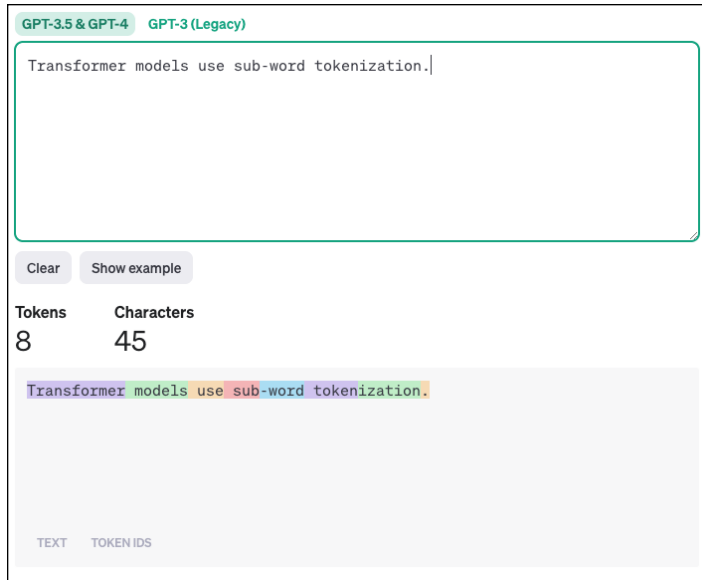 GPT-3.5 & GPT-4 GPT-3 (Legacy)
Transformer models use sub-word tokenization.
Clear Show example
Tokens Characters
8 45
Transformer models use sub-word tokenization.
TEXT TOKEN IDS